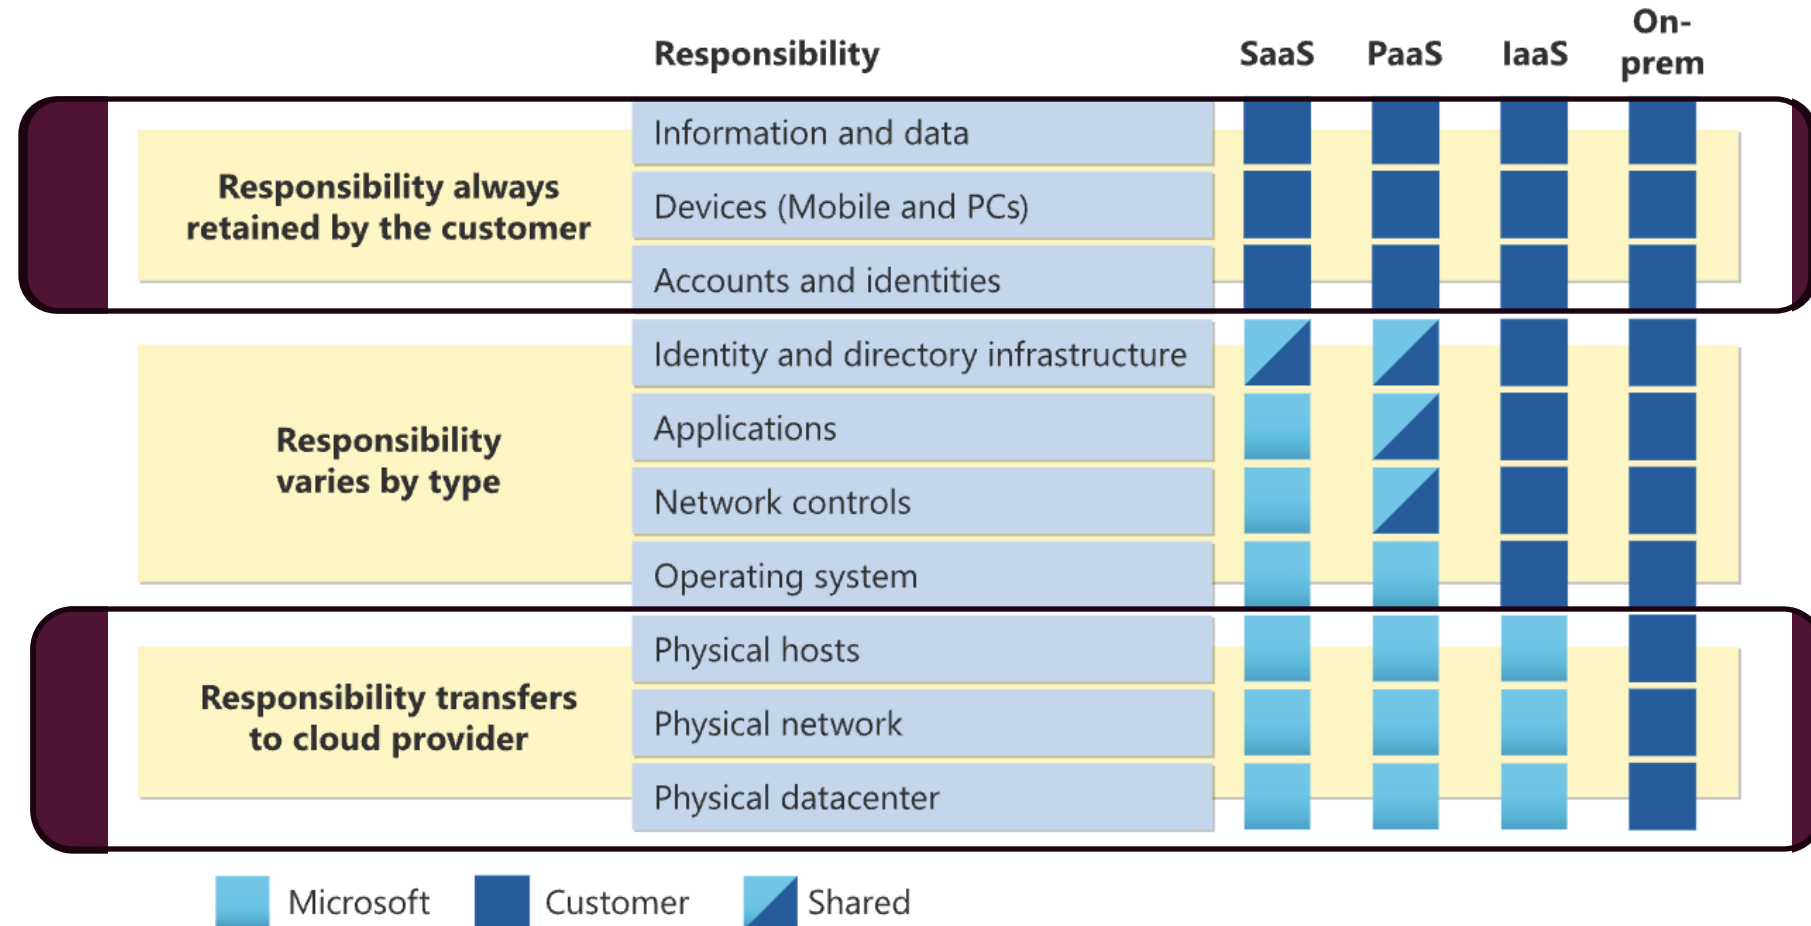 Responsibility SaaS PaaS IaaS On-
prem
Responsibility always
retained by the customer
Information and data
Devices (Mobile and PCs)
Accounts and identities
Responsibility
varies by type
Identity and directory infrastructure
Applications
Network controls
Operating system
Responsibility transfers
to cloud provider
Physical hosts
Physical network
Physical datacenter
Microsoft Customer Shared